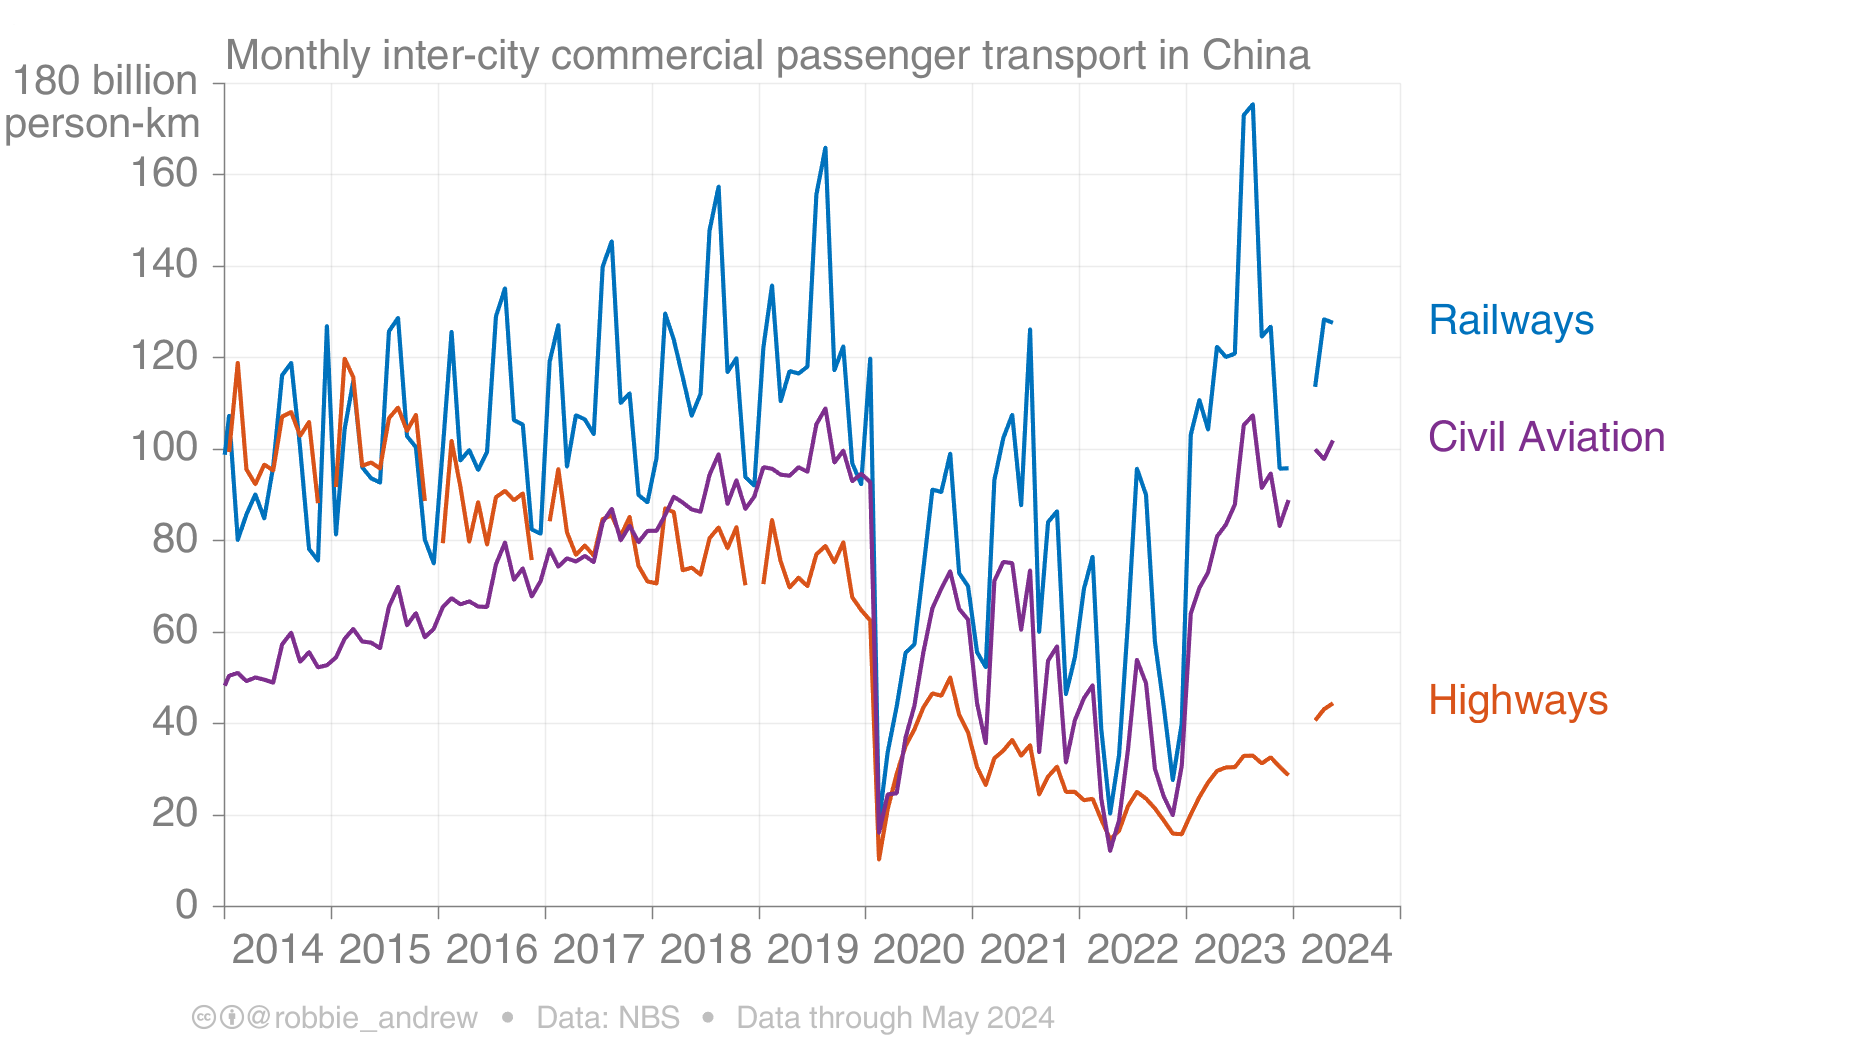 Monthly inter-city commercial passenger transport in China
180 billion
person-km
160
140
120
100
80
60
40
20
0
Railways
Civil Aviation
Highways
2014 2015 2016 2017 2018 2019 2020 2021 2022 2023 2024
@robbie_andrew • Data: NBS • Data through May 2024